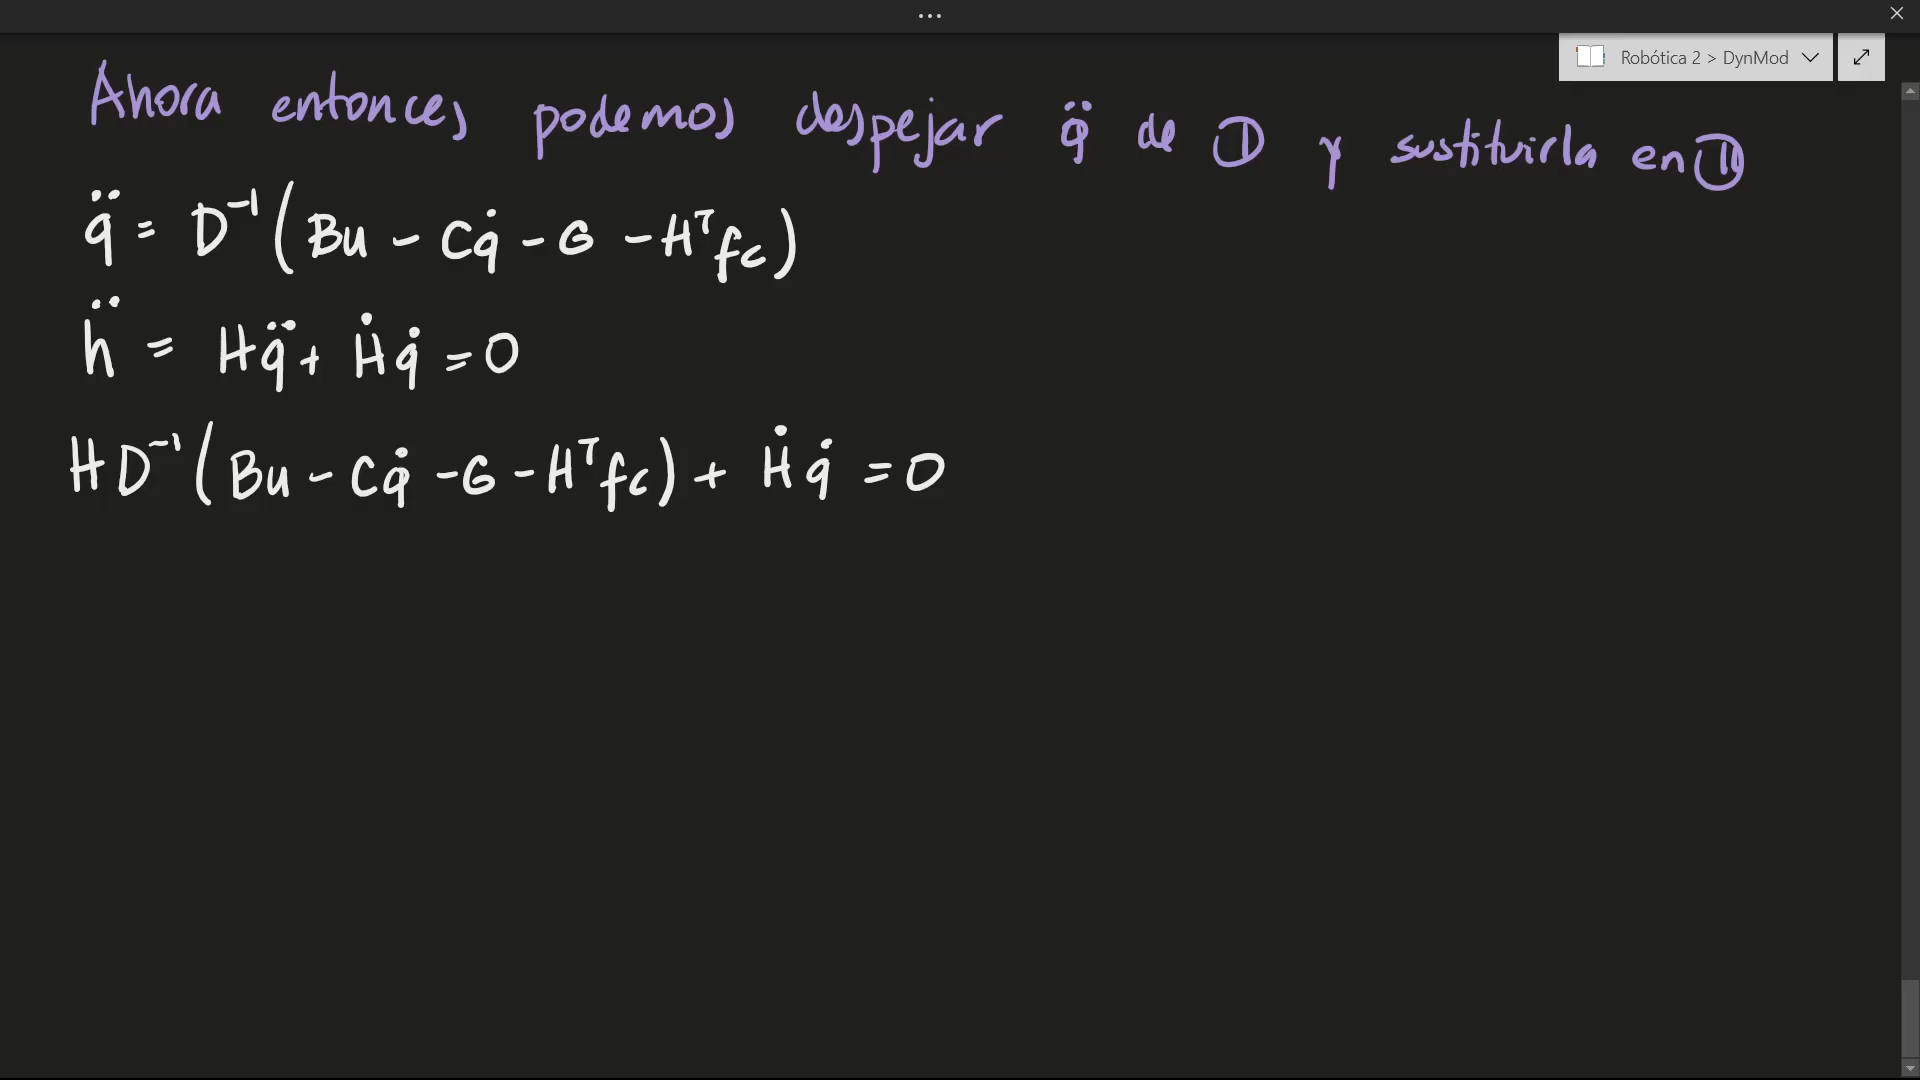 Robótica 2 > DynMod
Ahora entonces podemos despejar q̈ de Ⓘ y sustituirla en Ⓘⓘ
q̈ = D⁻¹(Bu - Cq̇ - G - Hᵀfc)
ḧ = Hq̈ + Ḣq̇ = 0
HD⁻¹(Bu - Cq̇ - G - Hᵀfc) + Ḣq̇ = 0